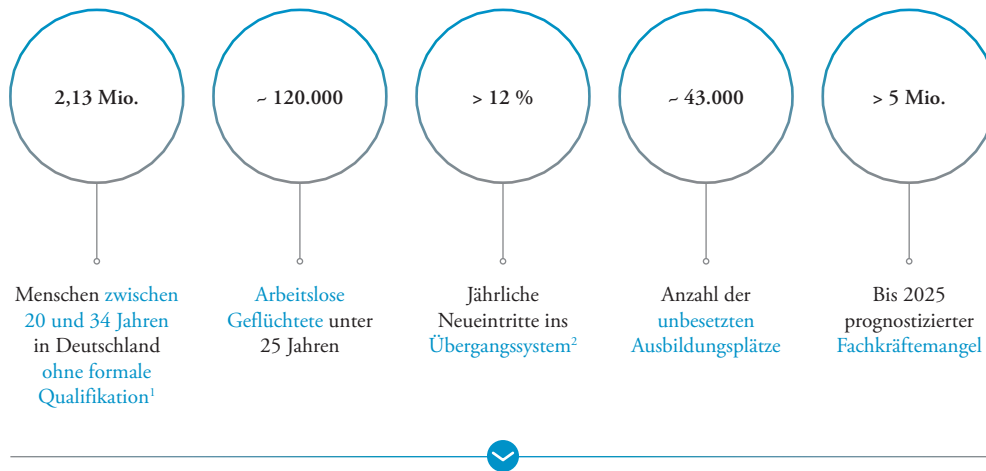 2,13 Mio.
~ 120.000
> 12 %
~ 43.000
> 5 Mio.
Menschen zwischen
20 und 34 Jahren
in Deutschland
ohne formale
Qualifikation¹
Arbeitslose
Geflüchtete unter
25 Jahren
Jährliche
Neueintritte ins
Übergangssystem²
Anzahl der
unbesetzten
Ausbildungsplätze
Bis 2025
prognostizierter
Fachkräftemangel